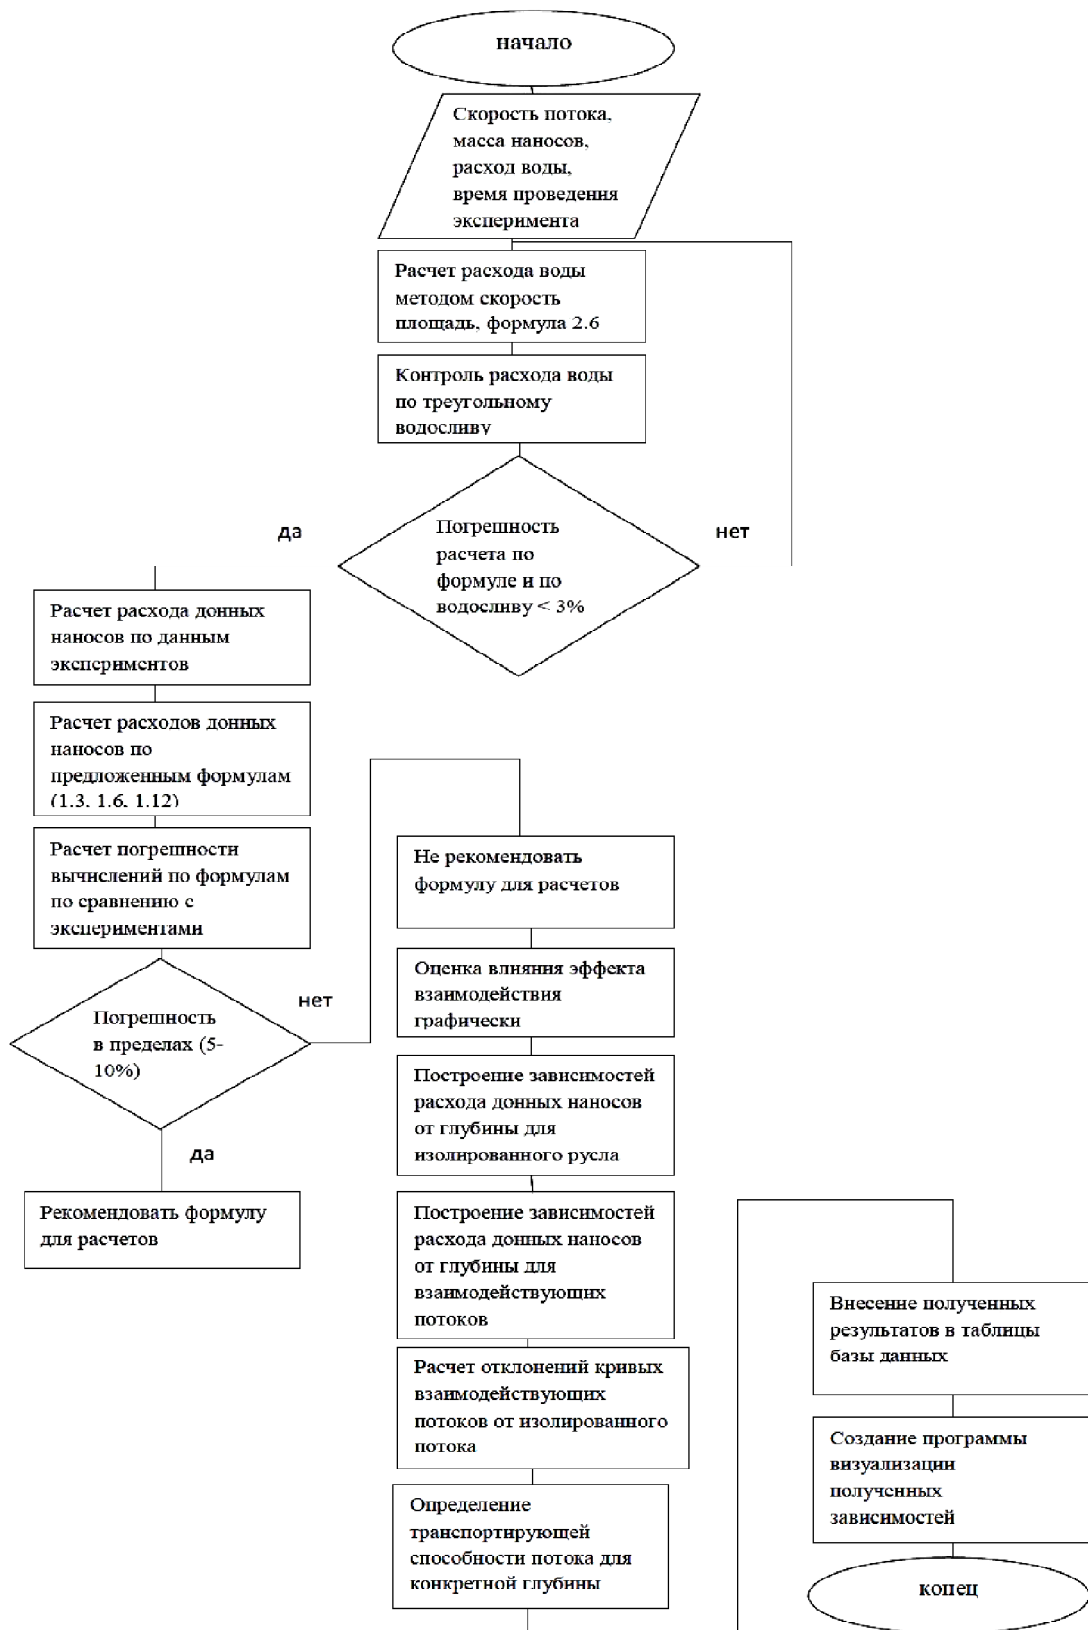 начало
Скорость потока,
масса наносов,
расход воды,
время проведения
эксперимента
Расчет расхода воды
методом скорость
площадь, формула 2.6
Контроль расхода воды
по треугольному
водосливу
Погрешность
расчета по
формуле и по
водосливу < 3%
да
нет
Расчет расхода донных
наносов по данным
экспериментов
Расчет расходов донных
наносов по
предложенным формулам
(1.3, 1.6, 1.12)
Расчет погрешности
вычислений по формулам
по сравнению с
экспериментами
Погрешность
в пределах (5-
10%)
нет
да
Рекомендовать формулу
для расчетов
Не рекомендовать
формулу для расчетов
Оценка влияния эффекта
взаимодействия
графически
Построение зависимостей
расхода донных наносов
от глубины для
изолированного русла
Построение зависимостей
расхода донных наносов
от глубины для
взаимодействующих
потоков
Расчет отклонений кривых
взаимодействующих
потоков от изолированного
потока
Определение
транспортирующей
способности потока для
конкретной глубины
Внесение полученных
результатов в таблицы
базы данных
Создание программы
визуализации
полученных
зависимостей
конец